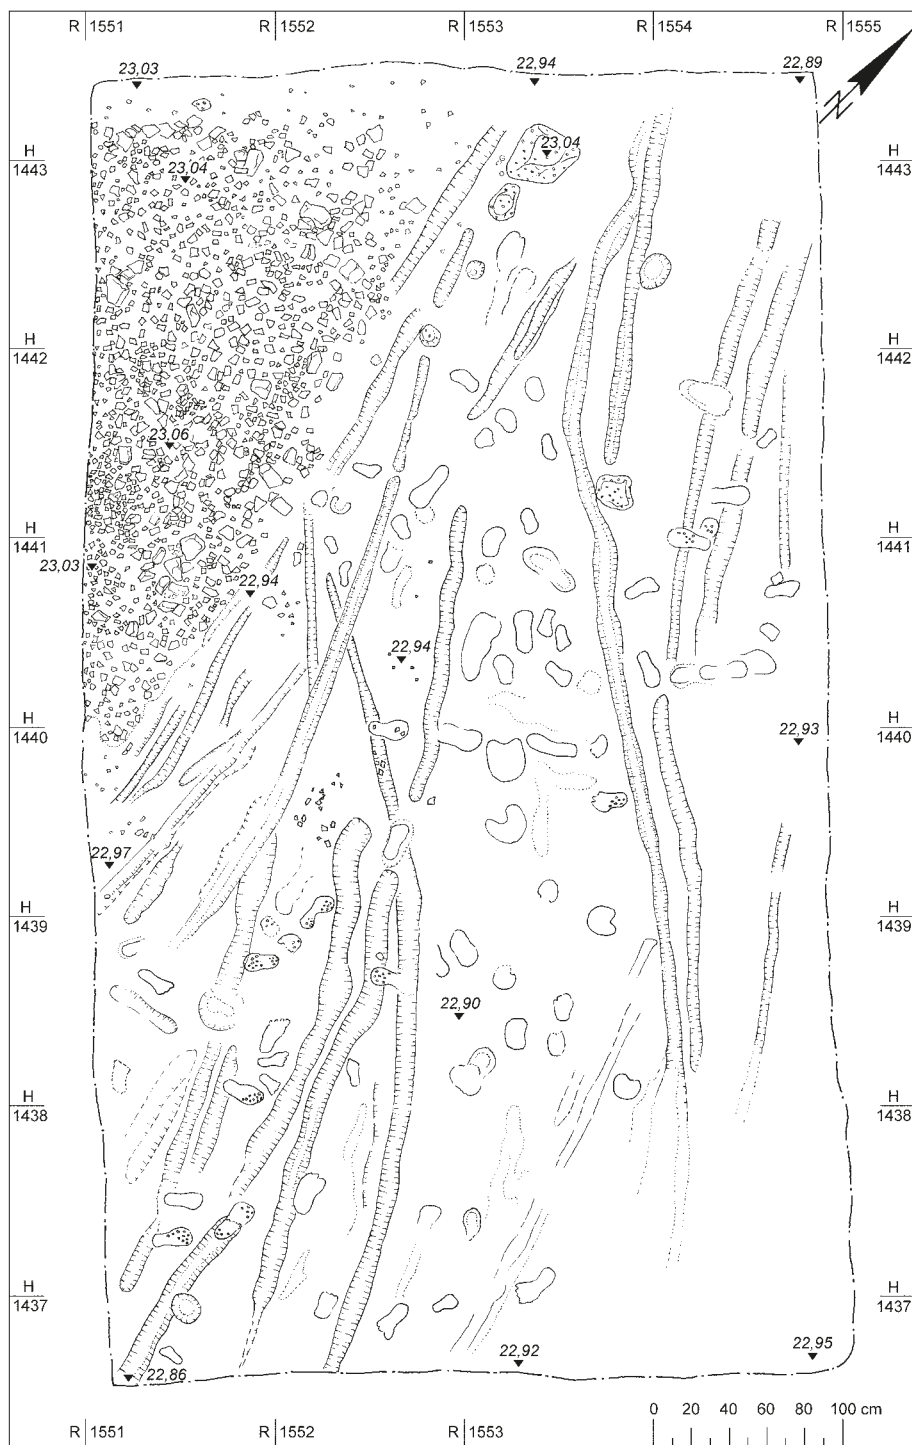 R 1551 R 1552 R 1553 R 1554 R 1555
23,03 22,94 22,89
N
H 1443 23,04 23,04 H 1443
H 1442 H 1442
23,06
H 1441 H 1441
23,03 22,94
22,94
H 1440 22,93 H 1440
22,97
H 1439 H 1439
22,90
H 1438 H 1438
H 1437 H 1437
22,86 22,92 22,95
0 20 40 60 80 100 cm
R 1551 R 1552 R 1553